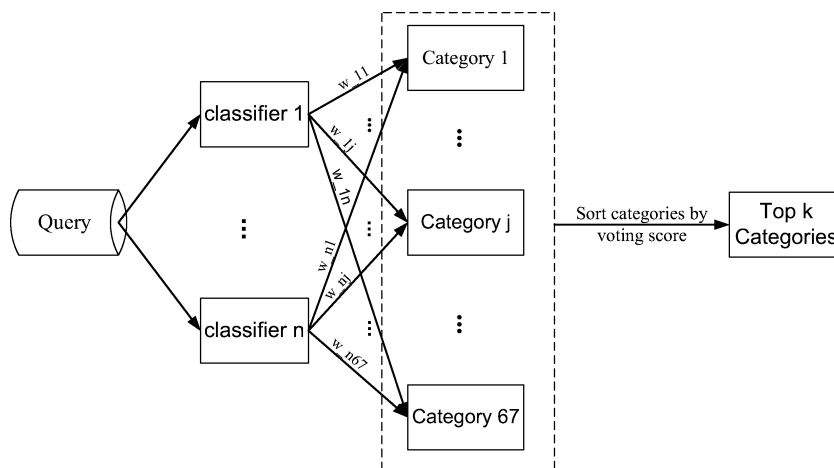 Category 1
w_11
classifier 1
w_1j
w_1n
Query
Category j
Sort categories by
voting score
Top k
Categories
w_n1
w_nj
classifier n
w_n67
Category 67